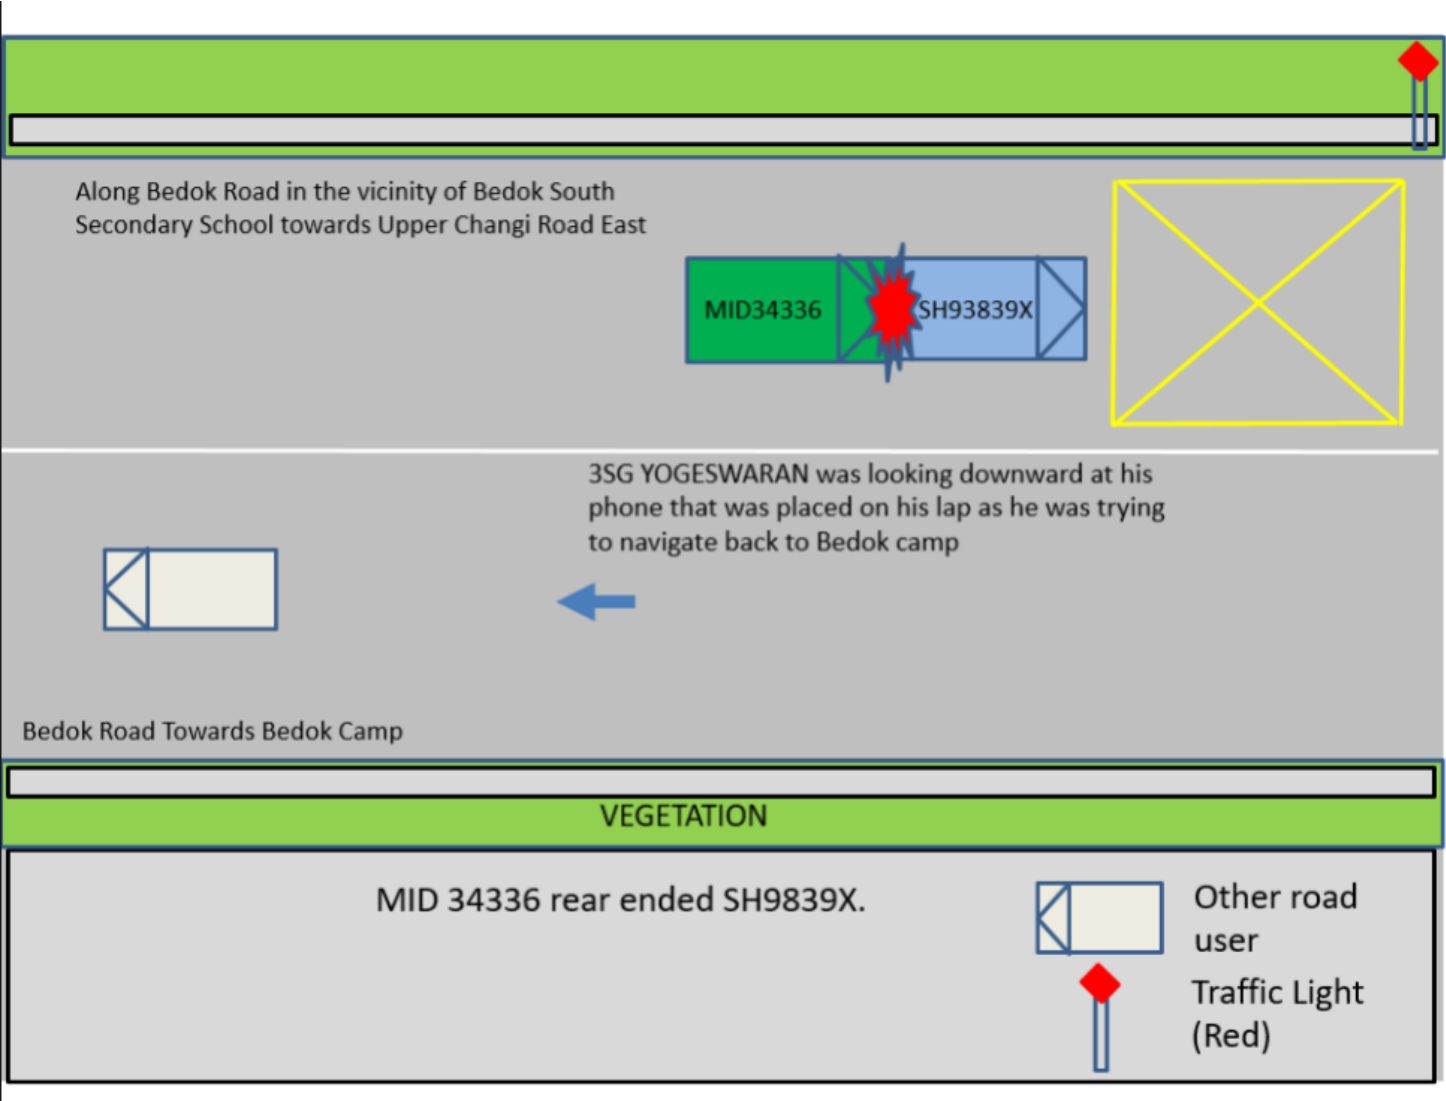 Along Bedok Road in the vicinity of Bedok South
Secondary School towards Upper Changi Road East
MID34336
SH93839X
3SG YOGESWARAN was looking downward at his
phone that was placed on his lap as he was trying
to navigate back to Bedok camp
Bedok Road Towards Bedok Camp
VEGETATION
MID 34336 rear ended SH9839X.
Other road
user
Traffic Light
(Red)